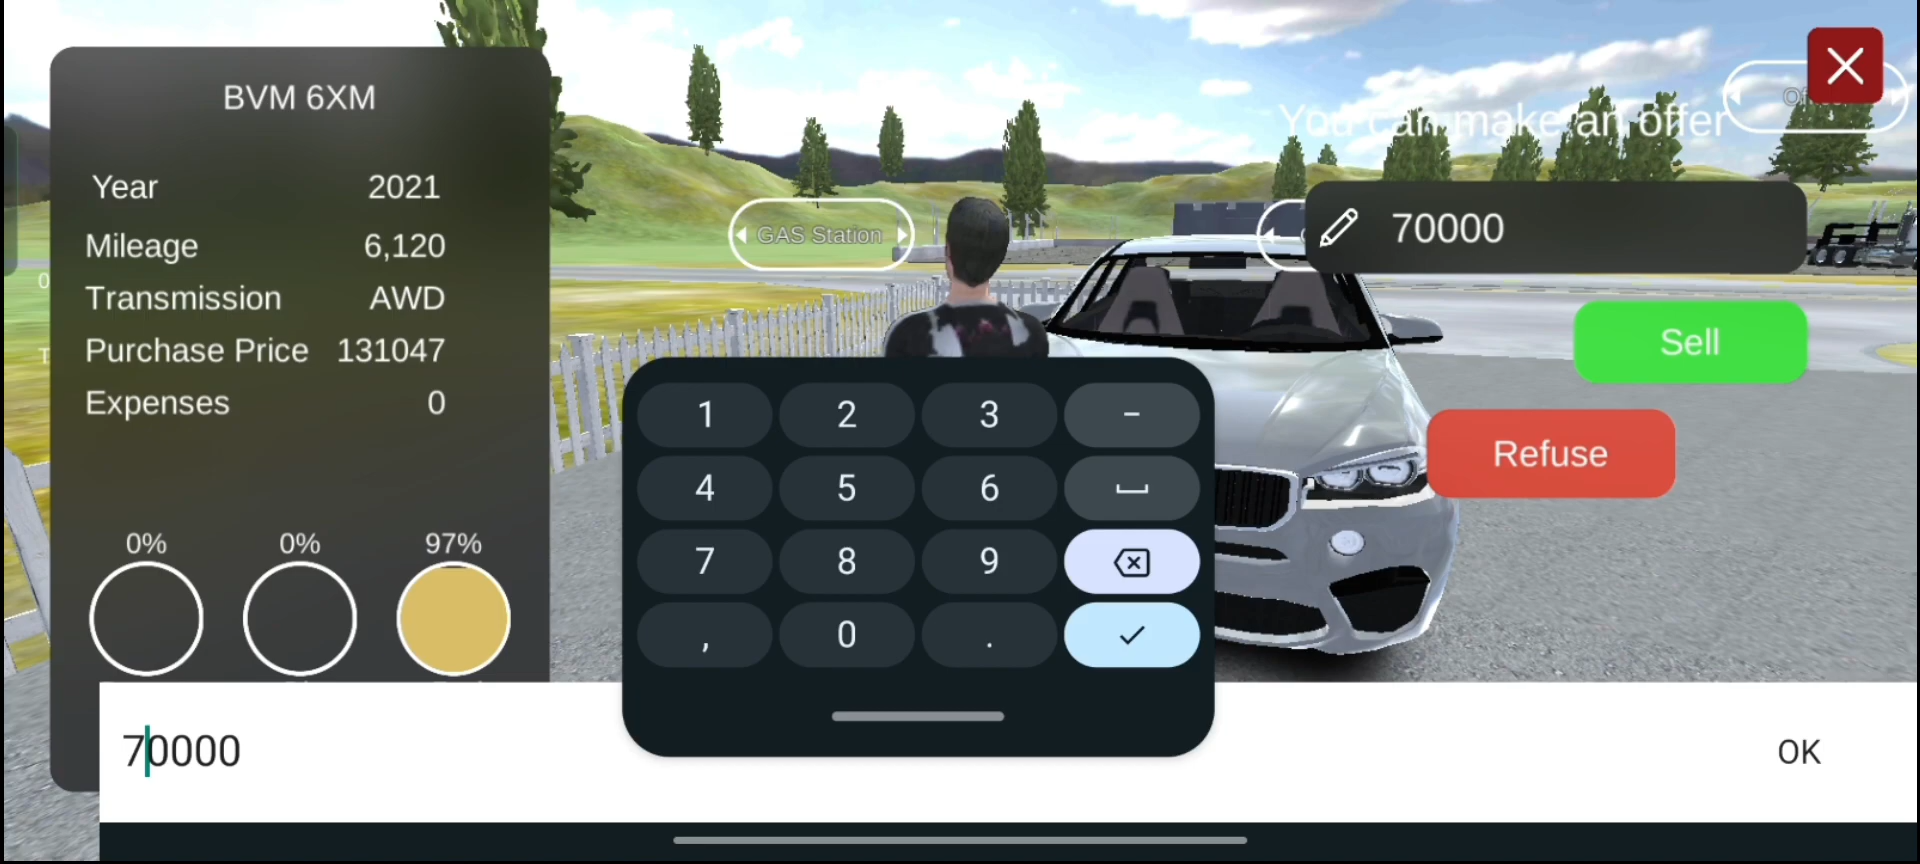 BVM 6XM
Year 2021
Mileage 6,120
Transmission AWD
Purchase Price 131047
Expenses 0
0% 0% 97%
GAS Station
You can make an offer
70000
Sell
Refuse
1 2 3 -
4 5 6
7 8 9
, 0 .
70000
OK